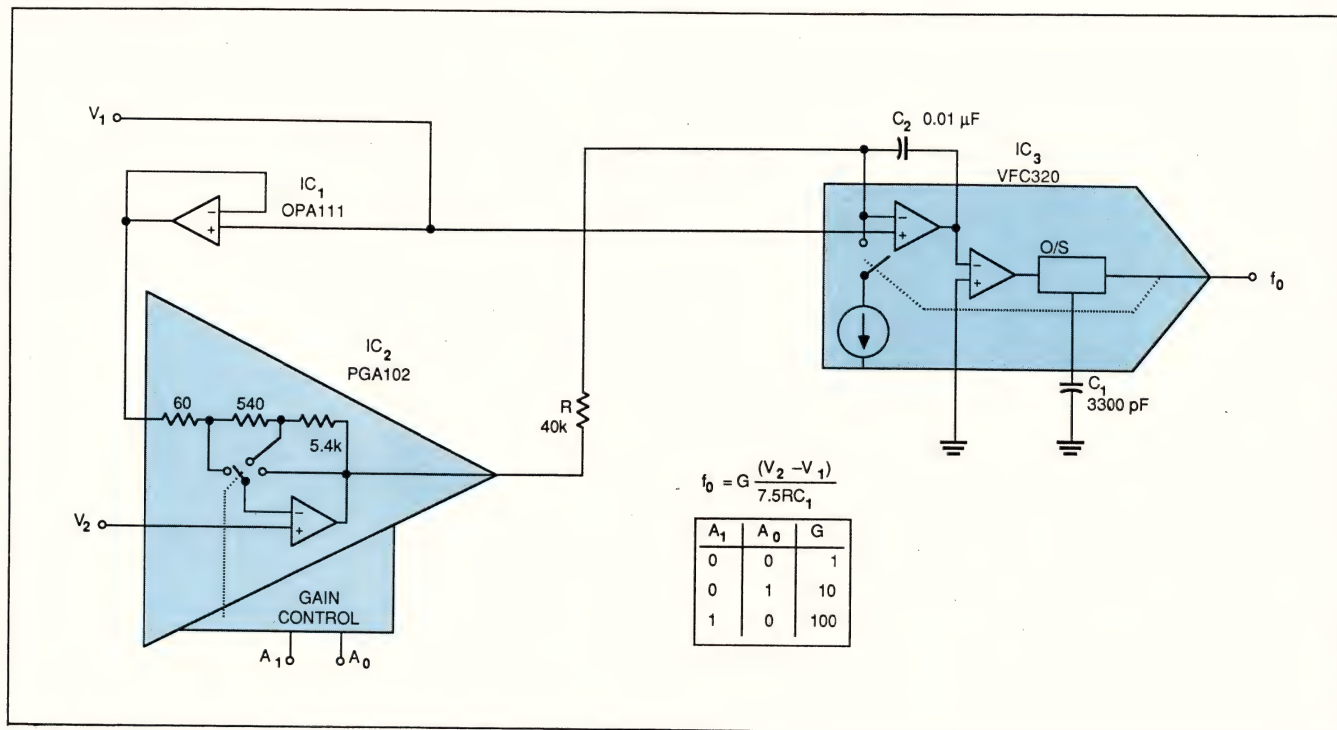 V1
IC1
OPA111
−
+
C2 0.01 μF
IC3
VFC320
−
+
O/S
−
+
f0
C1
3300 pF
IC2
PGA102
60
540
5.4k
R
40k
−
+
V2
GAIN
CONTROL
A1
A0
f0 = G (V2 −V1) / 7.5RC1
A1 A0 G
0 0 1
0 1 10
1 0 100